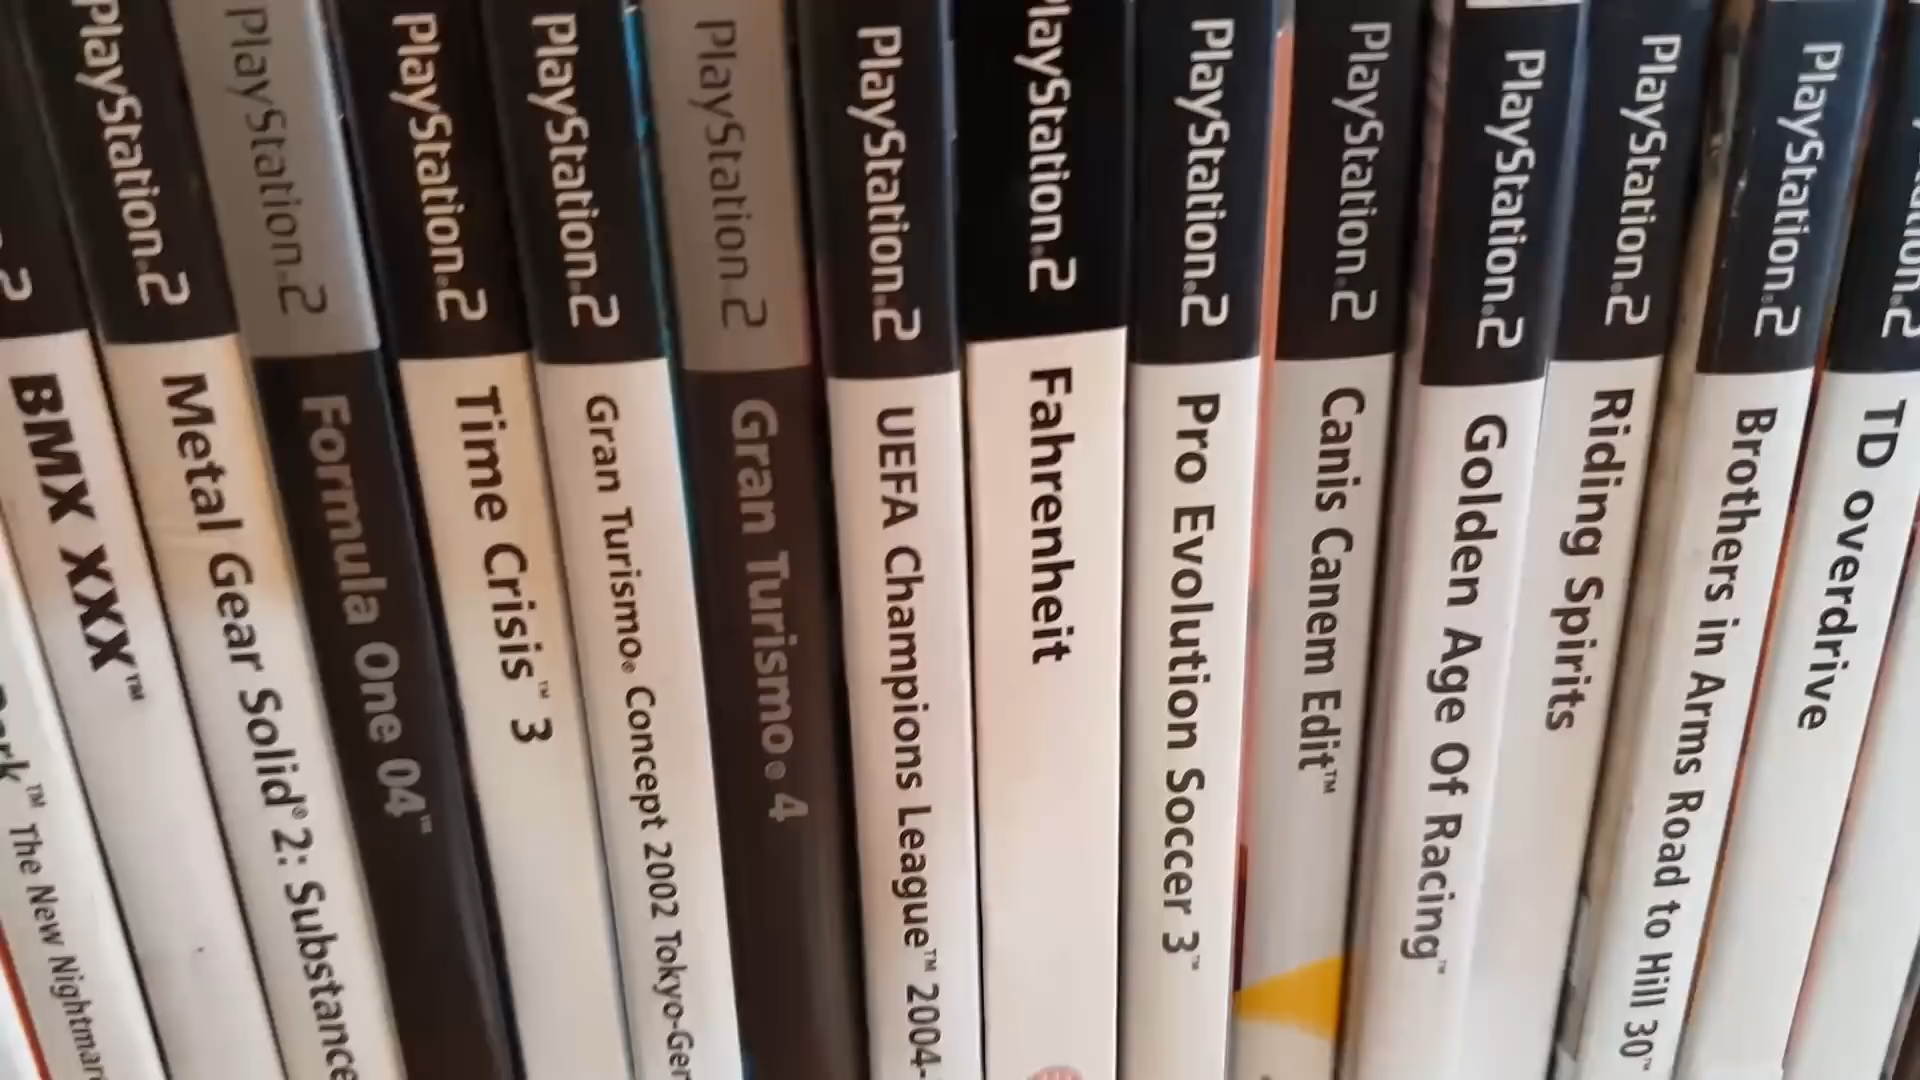 2
ark™ The New Nightmare
PlayStation.2
BMX XXX™
PlayStation.2
Metal Gear Solid® 2: Substance
PlayStation.2
Formula One 04™
PlayStation.2
Time Crisis™ 3
PlayStation.2
Gran Turismo® Concept 2002 Tokyo-Gen
PlayStation.2
Gran Turismo® 4
PlayStation.2
UEFA Champions League™ 2004-
PlayStation.2
Fahrenheit
PlayStation.2
Pro Evolution Soccer 3™
PlayStation.2
Canis Canem Edit™
PlayStation.2
Golden Age Of Racing™
PlayStation.2
Riding Spirits
PlayStation.2
Brothers in Arms Road to Hill 30™
PlayStation.2
TD overdrive